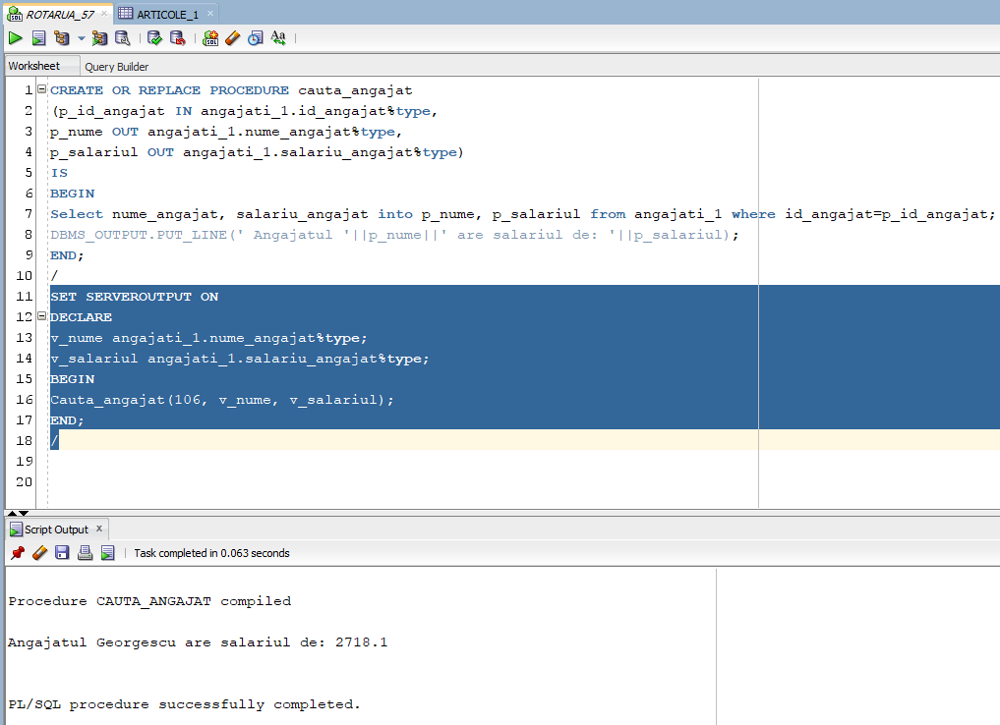 ROTARUA_57 ARTICOLE_1
Worksheet Query Builder
1 CREATE OR REPLACE PROCEDURE cauta_angajat
2 (p_id_angajat IN angajati_1.id_angajat%type,
3 p_nume OUT angajati_1.nume_angajat%type,
4 p_salariul OUT angajati_1.salariu_angajat%type)
5 IS
6 BEGIN
7 Select nume_angajat, salariu_angajat into p_nume, p_salariul from angajati_1 where id_angajat=p_id_angajat;
8 DBMS_OUTPUT.PUT_LINE(' Angajatul '||p_nume||' are salariul de: '||p_salariul);
9 END;
10 /
11 SET SERVEROUTPUT ON
12 DECLARE
13 v_nume angajati_1.nume_angajat%type;
14 v_salariul angajati_1.salariu_angajat%type;
15 BEGIN
16 Cauta_angajat(106, v_nume, v_salariul);
17 END;
18 /
19
20
Script Output x
Task completed in 0.063 seconds
Procedure CAUTA_ANGAJAT compiled
Angajatul Georgescu are salariul de: 2718.1
PL/SQL procedure successfully completed.